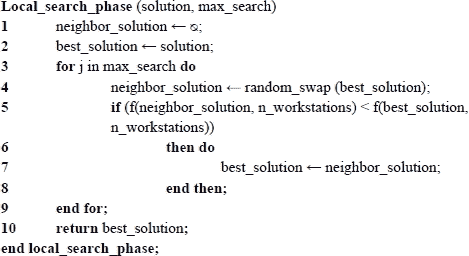 Local_search_phase (solution, max_search)
1 neighbor_solution ← ∅;
2 best_solution ← solution;
3 for j in max_search do
4 neighbor_solution ← random_swap (best_solution);
5 if (f(neighbor_solution, n_workstations) < f(best_solution,
n_workstations))
6 then do
7 best_solution ← neighbor_solution;
8 end then;
9 end for;
10 return best_solution;
end local_search_phase;